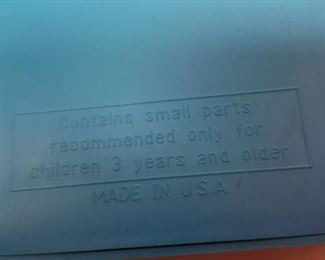 Contains small parts
recommended only for
children 3 years and older
MADE IN U.S.A.